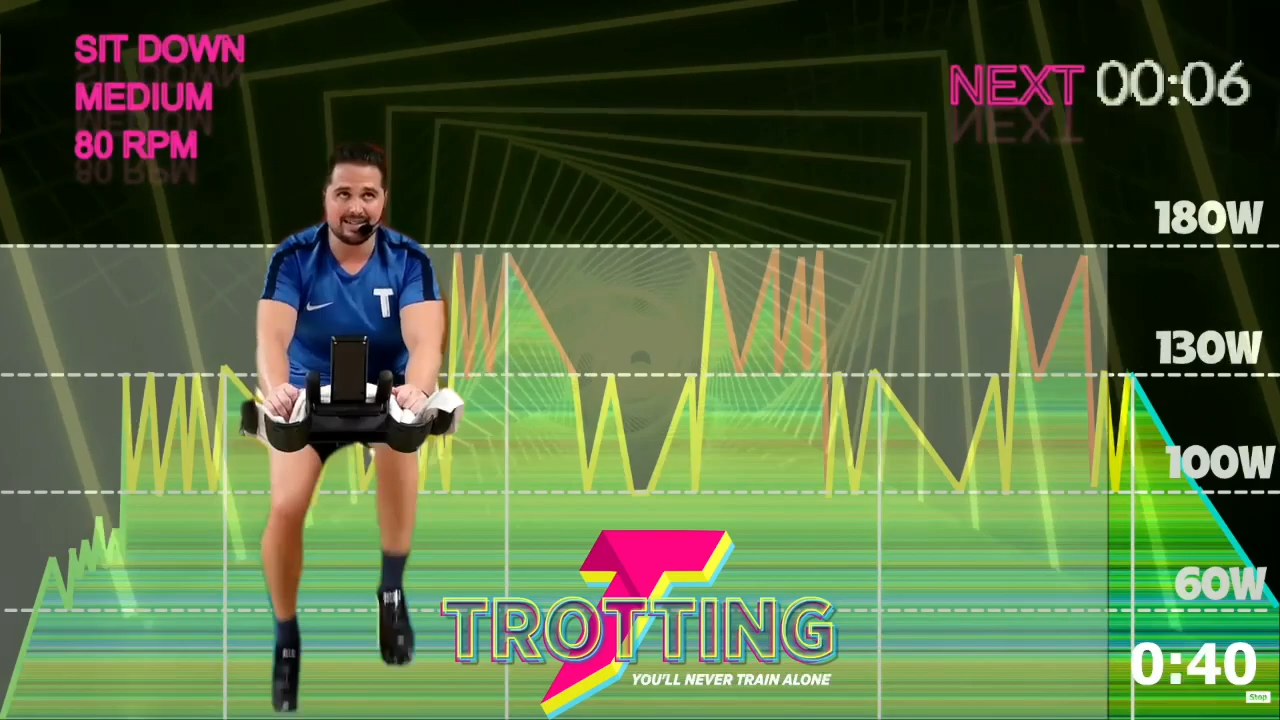 SIT DOWN
MEDIUM
80 RPM
NEXT 00:06
180W
130W
100W
60W
T
TROTTING
YOU'LL NEVER TRAIN ALONE
0:40
Stop